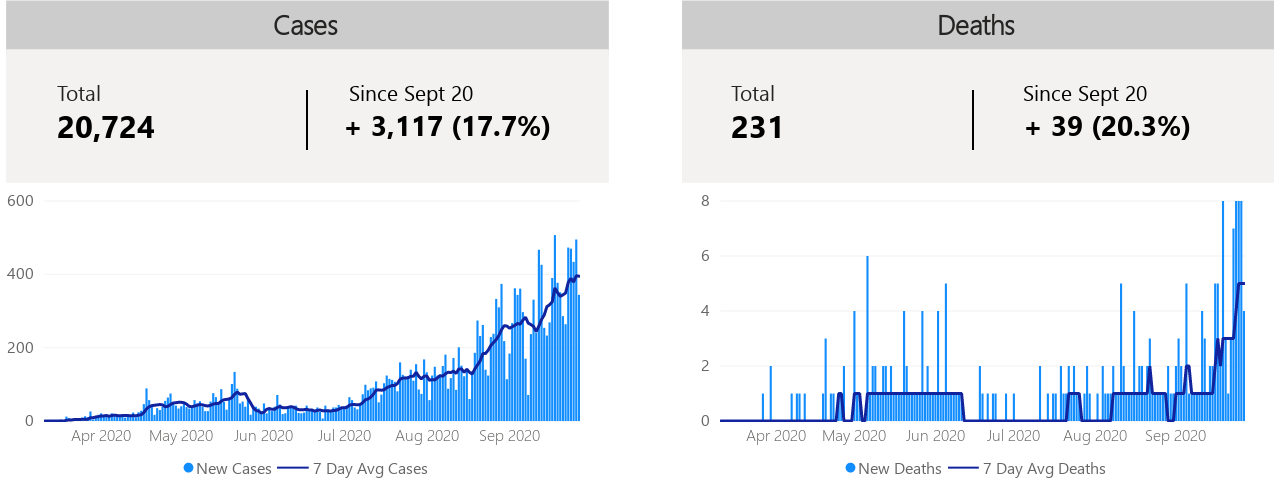 Cases
Total
20,724
Since Sept 20
+ 3,117 (17.7%)
600
400
200
0
Apr 2020 May 2020 Jun 2020 Jul 2020 Aug 2020 Sep 2020
New Cases 7 Day Avg Cases
Deaths
Total
231
Since Sept 20
+ 39 (20.3%)
8
6
4
2
0
Apr 2020 May 2020 Jun 2020 Jul 2020 Aug 2020 Sep 2020
New Deaths 7 Day Avg Deaths